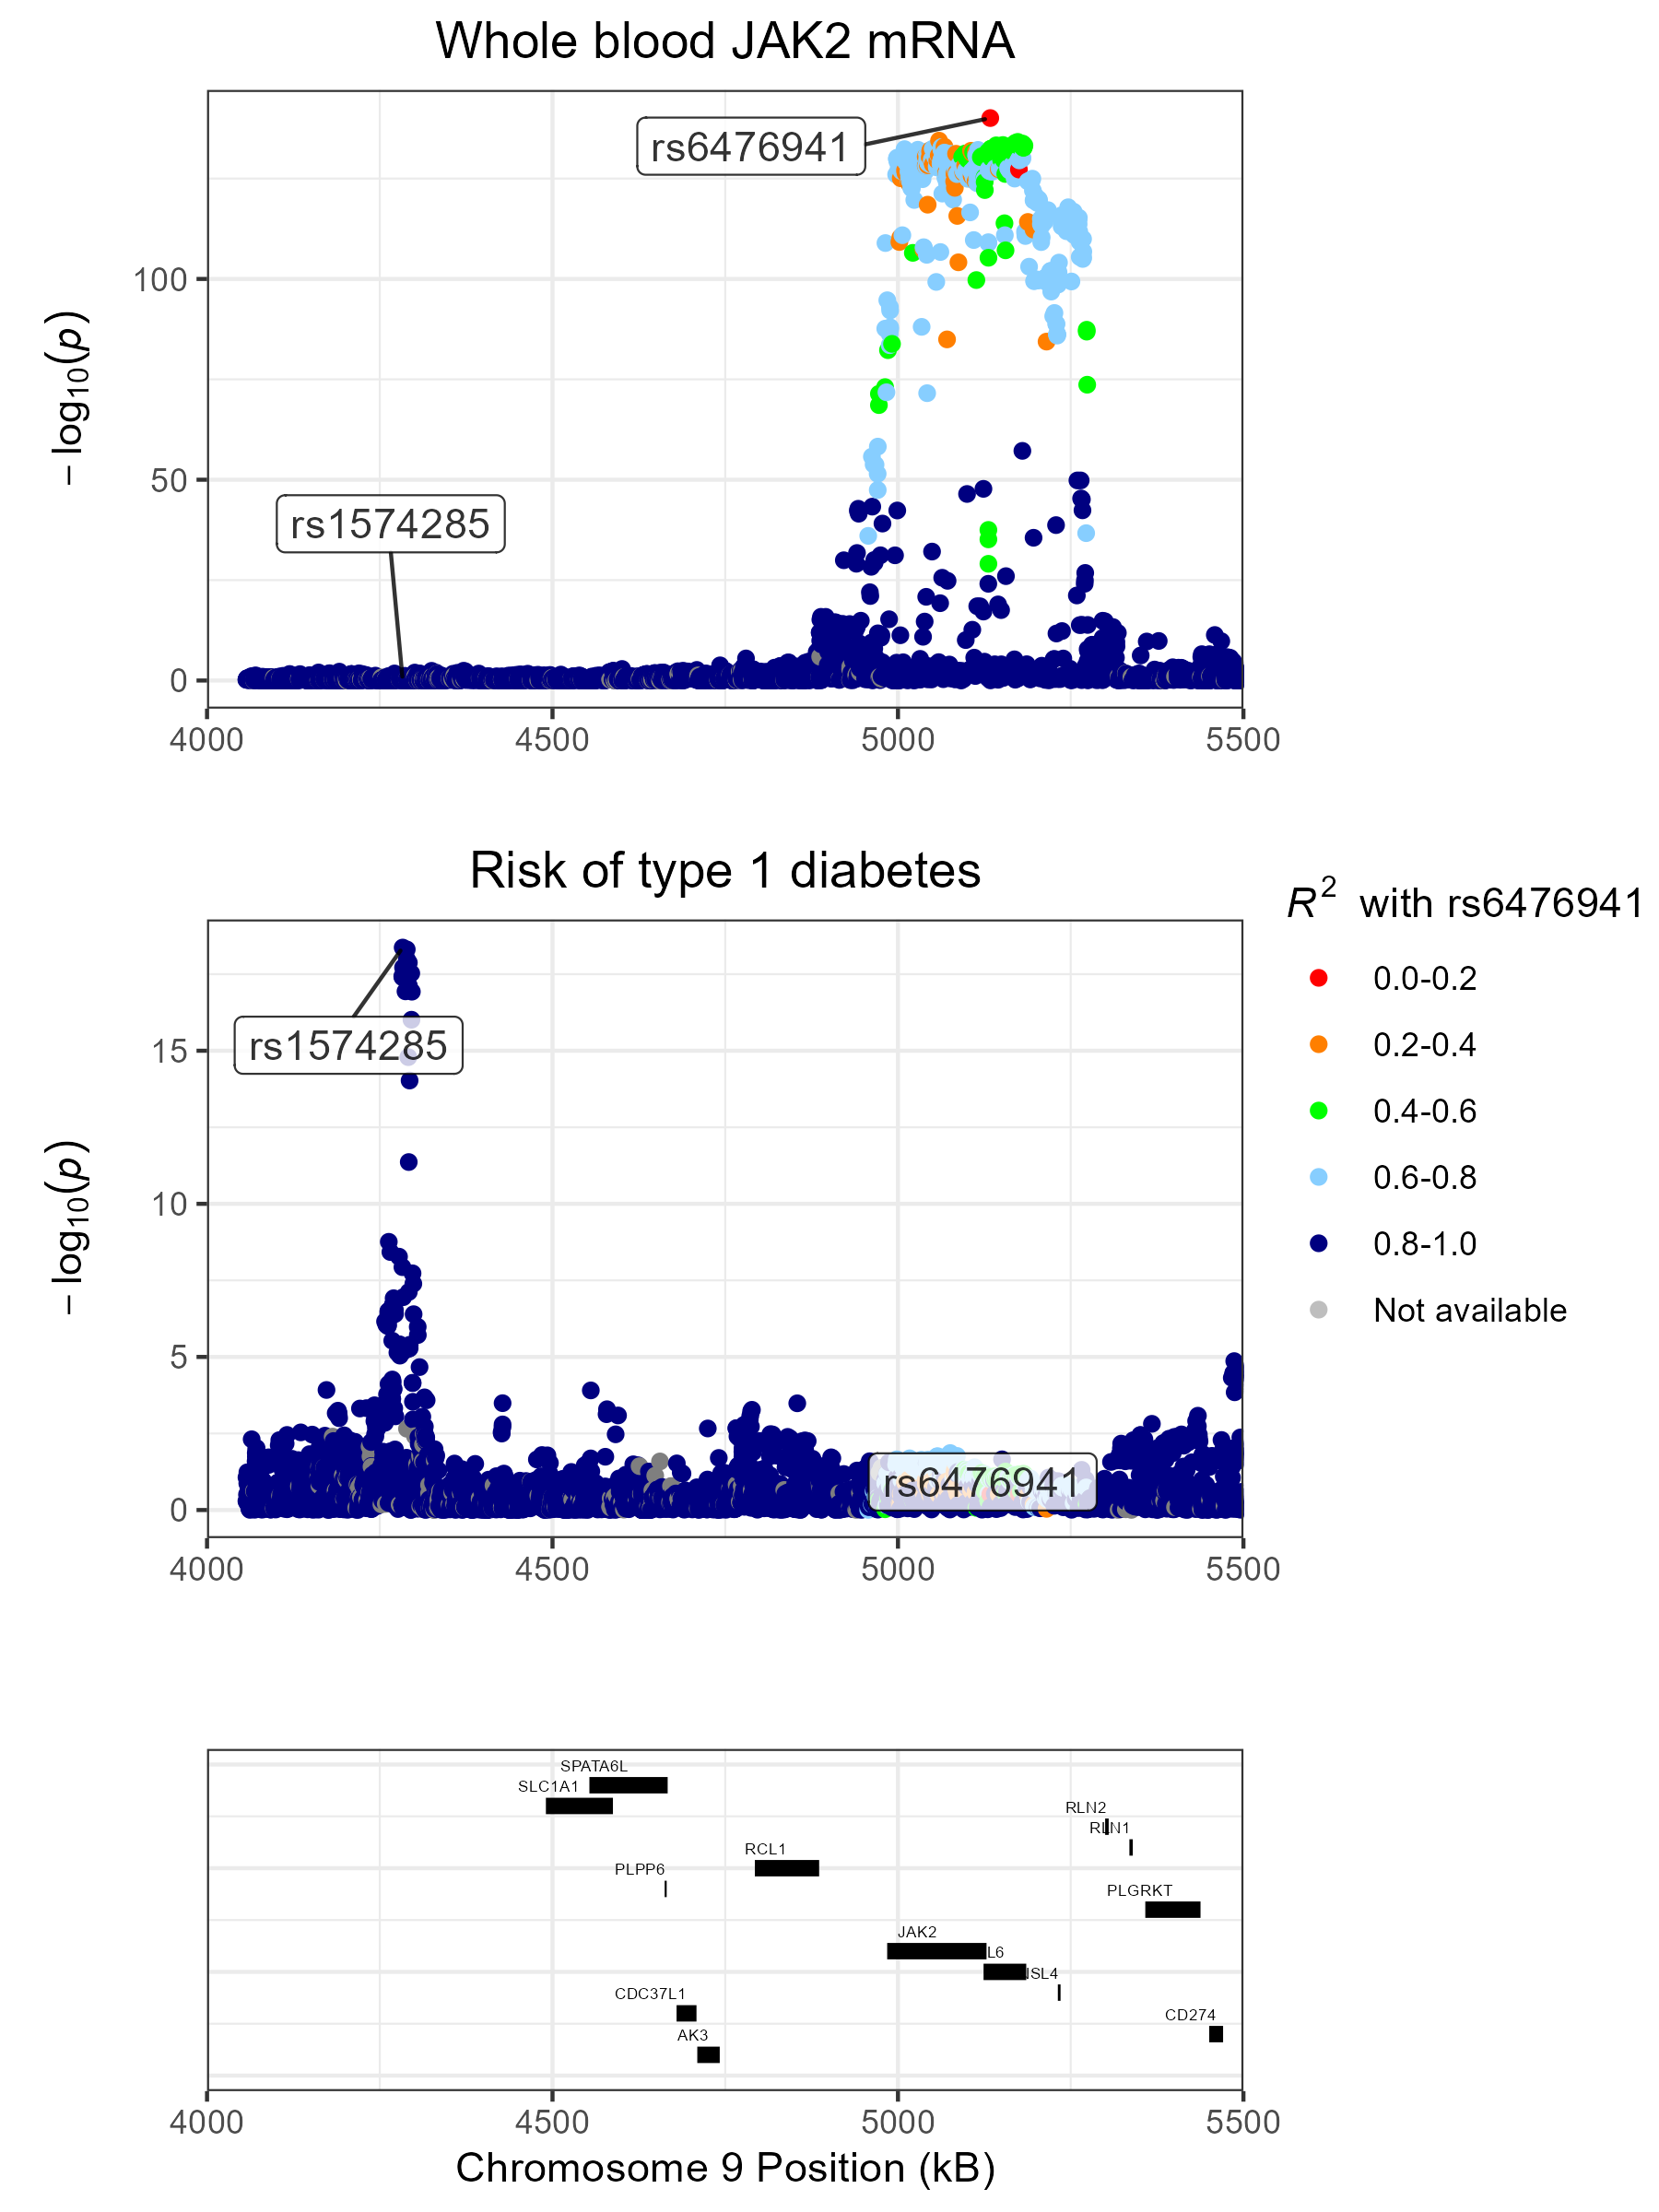 Whole blood JAK2 mRNA
rs6476941
rs1574285
−log10(p)
100
50
0
4000 4500 5000 5500
Risk of type 1 diabetes
rs1574285
rs6476941
−log10(p)
15
10
5
0
4000 4500 5000 5500
R2 with rs6476941
0.0-0.2
0.2-0.4
0.4-0.6
0.6-0.8
0.8-1.0
Not available
SPATA6L
SLC1A1
RLN2
RLN1
RCL1
PLPP6
PLGRKT
JAK2
L6
SL4
CDC37L1
CD274
AK3
4000 4500 5000 5500
Chromosome 9 Position (kB)